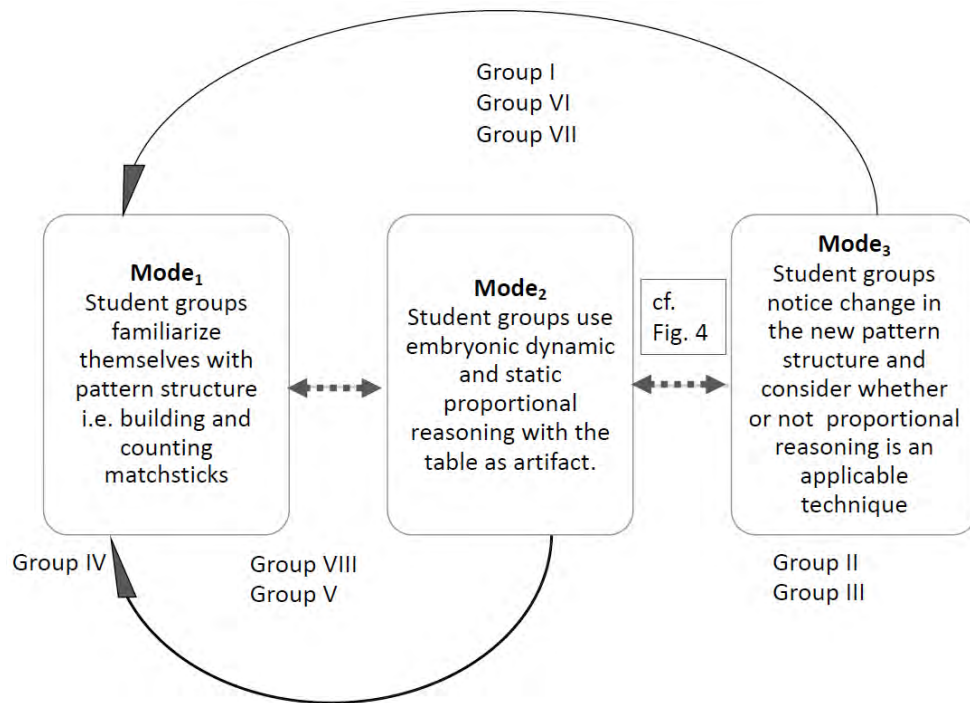 Group I
Group VI
Group VII
Mode₁
Student groups
familiarize
themselves with
pattern structure
i.e. building and
counting
matchsticks
Mode₂
Student groups use
embryonic dynamic
and static
proportional
reasoning with the
table as artifact.
cf.
Fig. 4
Mode₃
Student groups
notice change in
the new pattern
structure and
consider whether
or not proportional
reasoning is an
applicable
technique
Group IV
Group VIII
Group V
Group II
Group III